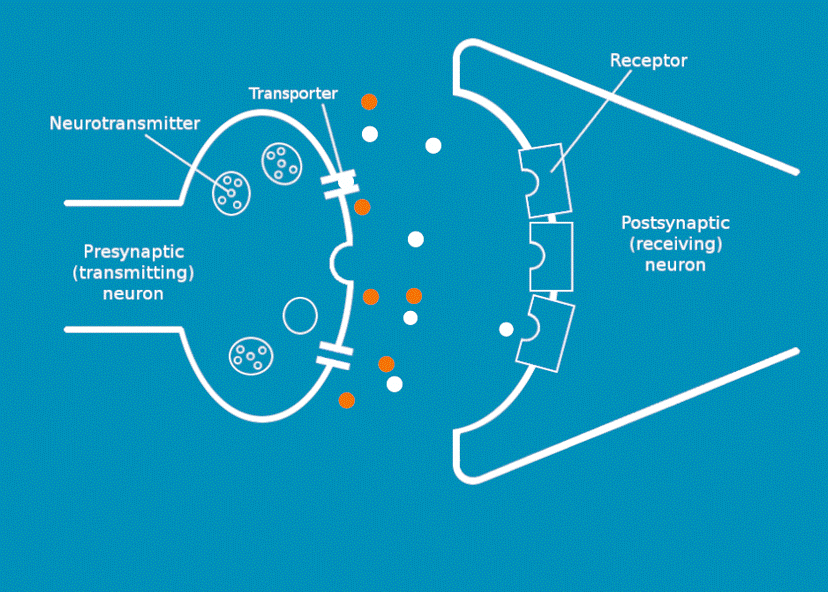 Receptor
Transporter
Neurotransmitter
Presynaptic
(transmitting)
neuron
Postsynaptic
(receiving)
neuron